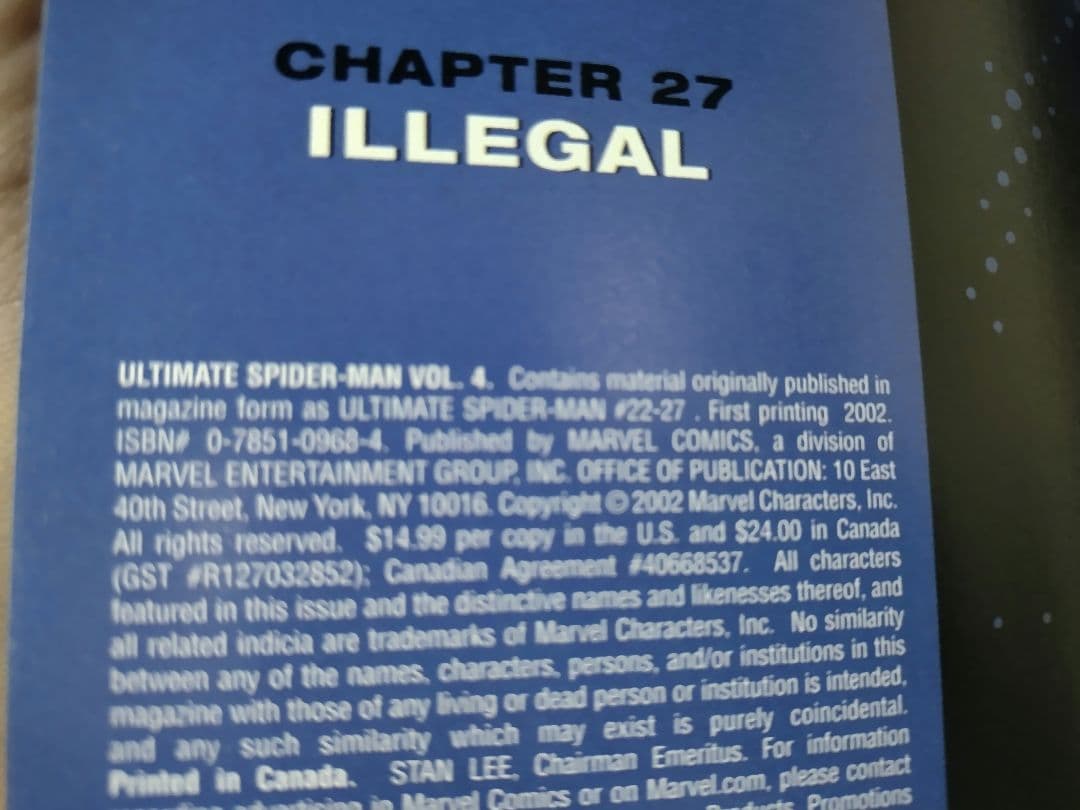 CHAPTER 27
ILLEGAL
ULTIMATE SPIDER-MAN VOL. 4. Contains material originally published in
magazine form as ULTIMATE SPIDER-MAN #22-27 . First printing 2002.
ISBN# 0-7851-0968-4. Published by MARVEL COMICS, a division of
MARVEL ENTERTAINMENT GROUP, INC. OFFICE OF PUBLICATION: 10 East
40th Street, New York, NY 10016. Copyright © 2002 Marvel Characters, Inc.
All rights reserved. $14.99 per copy in the U.S. and $24.00 in Canada
(GST #R127032852); Canadian Agreement #40668537. All characters
featured in this issue and the distinctive names and likenesses thereof, and
all related indicia are trademarks of Marvel Characters, Inc. No similarity
between any of the names, characters, persons, and/or institutions in this
magazine with those of any living or dead person or institution is intended,
and any such similarity which may exist is purely coincidental.
Printed in Canada. STAN LEE, Chairman Emeritus. For information
regarding advertising in Marvel Comics or on Marvel.com, please contact
Products Promotions